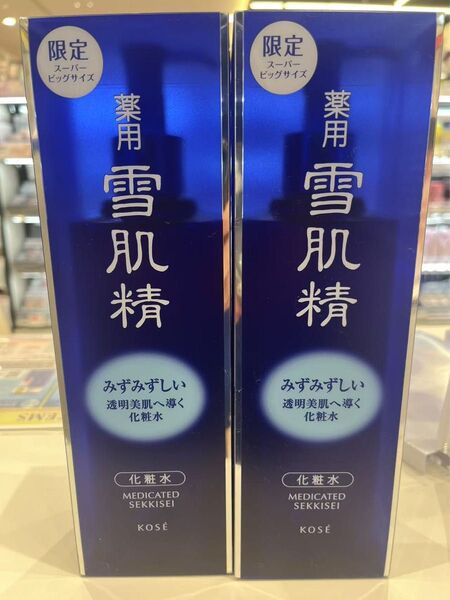 限定
スーパー
ビッグサイズ
薬用
雪肌精
みずみずしい
透明美肌へ導く
化粧水
化粧水
MEDICATED
SEKKISEI
KOSÉ
限定
スーパー
ビッグサイズ
薬用
雪肌精
みずみずしい
透明美肌へ導く
化粧水
化粧水
MEDICATED
SEKKISEI
KOSÉ